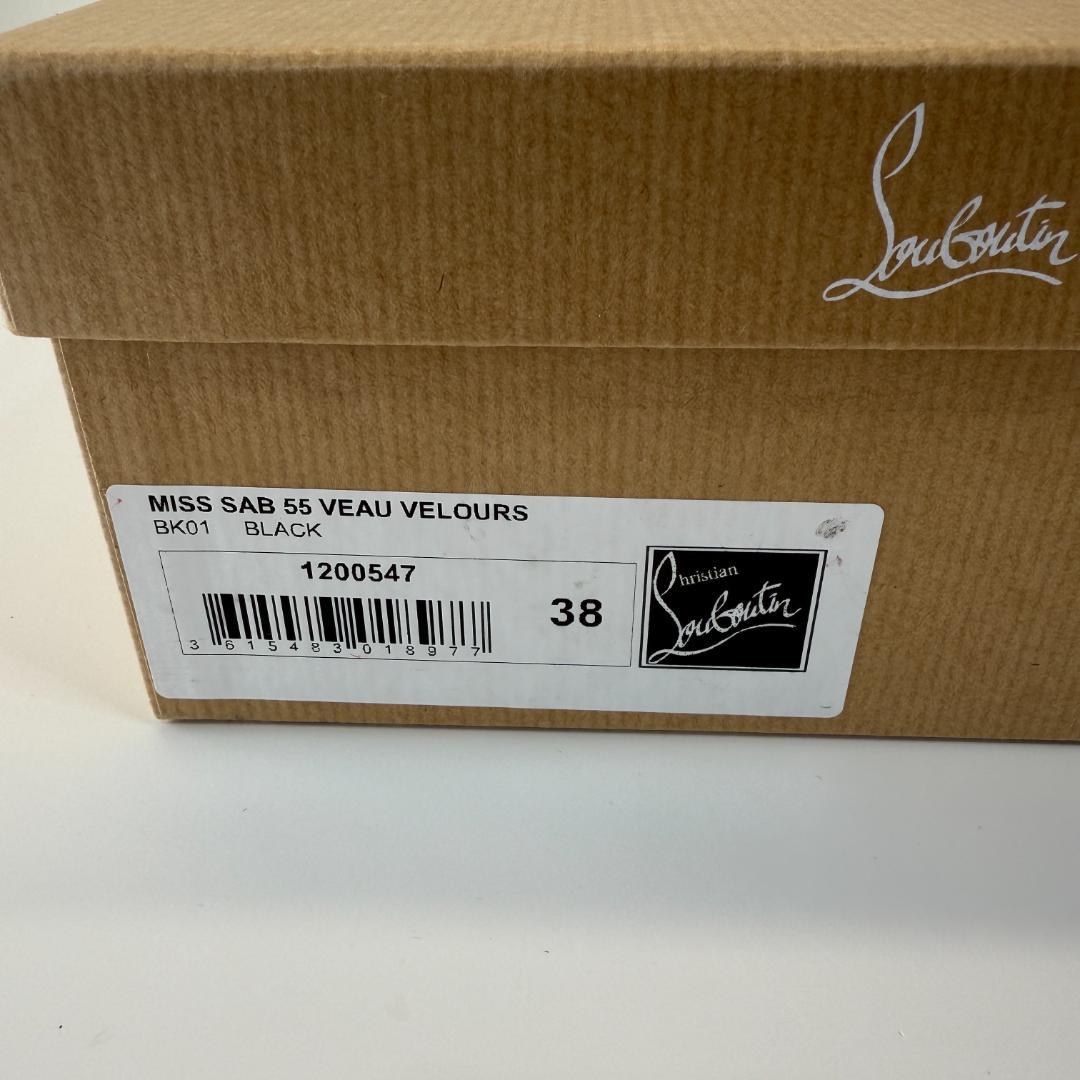 Louboutin
MISS SAB 55 VEAU VELOURS
BK01 BLACK
1200547
38
3 615483 018977
Christian
Louboutin